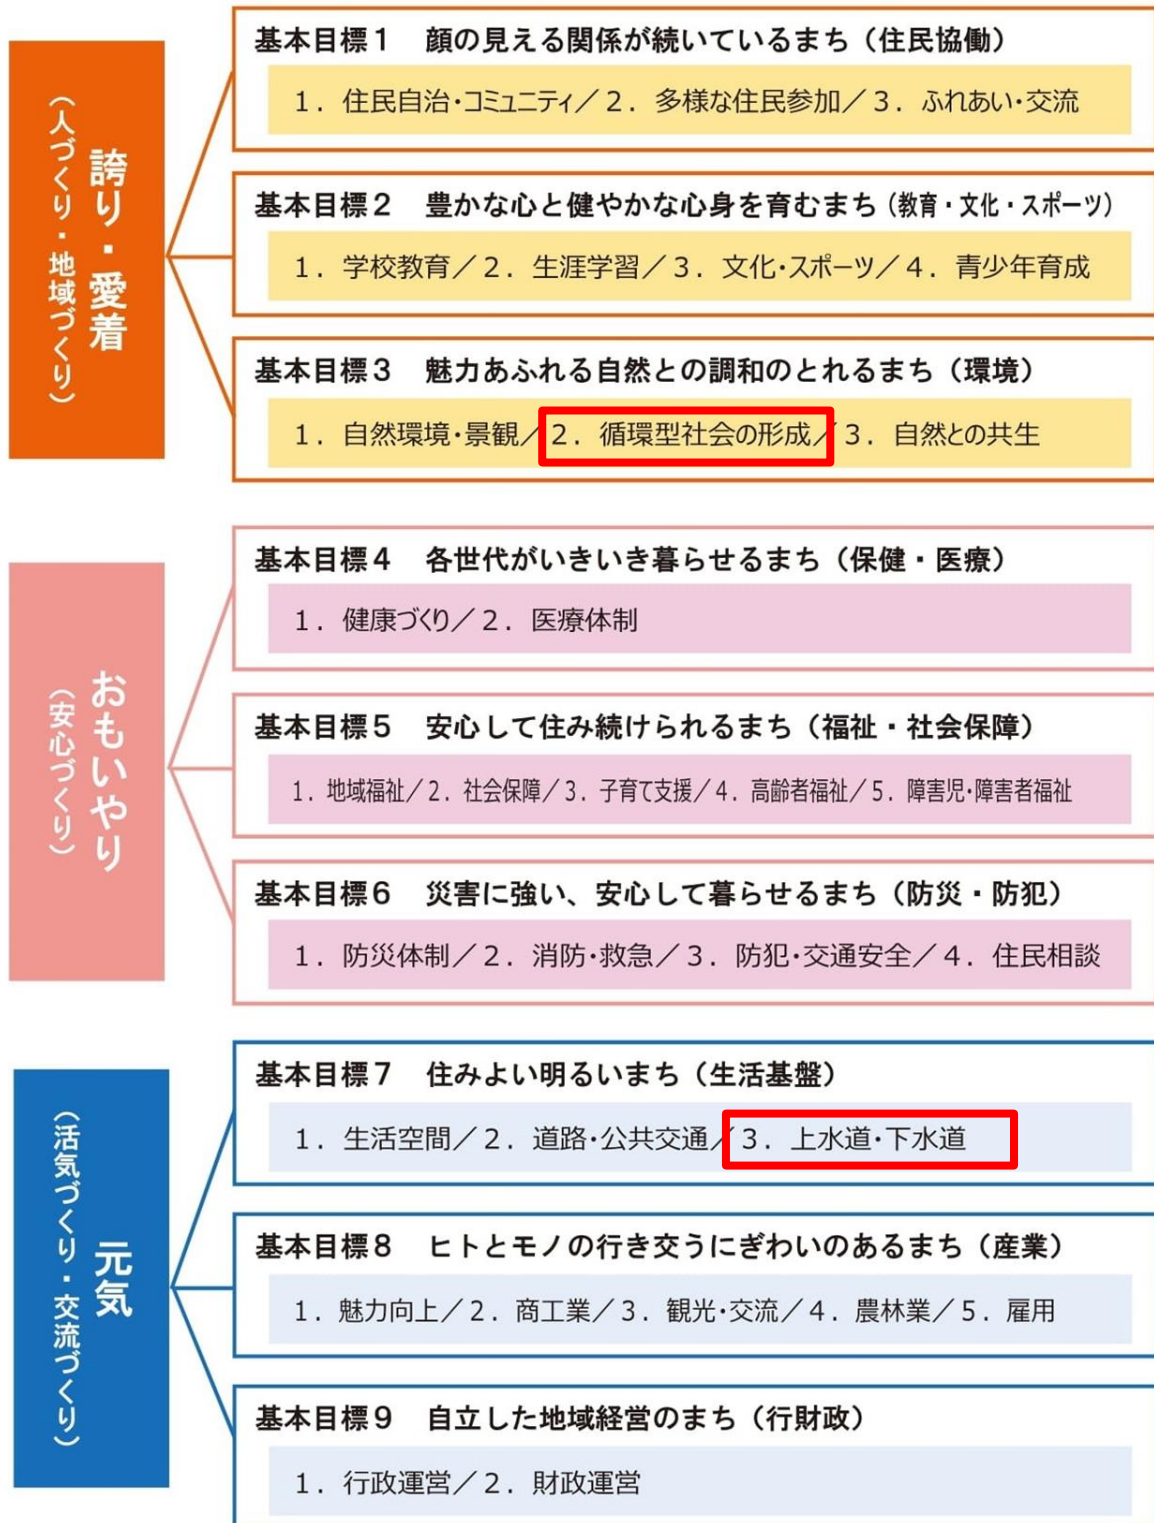 誇り・愛着
（人づくり・地域づくり）
基本目標１　顔の見える関係が続いているまち（住民協働）
１．住民自治・コミュニティ／２．多様な住民参加／３．ふれあい・交流
基本目標２　豊かな心と健やかな心身を育むまち（教育・文化・スポーツ）
１．学校教育／２．生涯学習／３．文化・スポーツ／４．青少年育成
基本目標３　魅力あふれる自然との調和のとれるまち（環境）
１．自然環境・景観／２．循環型社会の形成／３．自然との共生
おもいやり
（安心づくり）
基本目標４　各世代がいきいき暮らせるまち（保健・医療）
１．健康づくり／２．医療体制
基本目標５　安心して住み続けられるまち（福祉・社会保障）
１．地域福祉／２．社会保障／３．子育て支援／４．高齢者福祉／５．障害児・障害者福祉
基本目標６　災害に強い、安心して暮らせるまち（防災・防犯）
１．防災体制／２．消防・救急／３．防犯・交通安全／４．住民相談
元気
（活気づくり・交流づくり）
基本目標７　住みよい明るいまち（生活基盤）
１．生活空間／２．道路・公共交通／３．上水道・下水道
基本目標８　ヒトとモノの行き交うにぎわいのあるまち（産業）
１．魅力向上／２．商工業／３．観光・交流／４．農林業／５．雇用
基本目標９　自立した地域経営のまち（行財政）
１．行政運営／２．財政運営